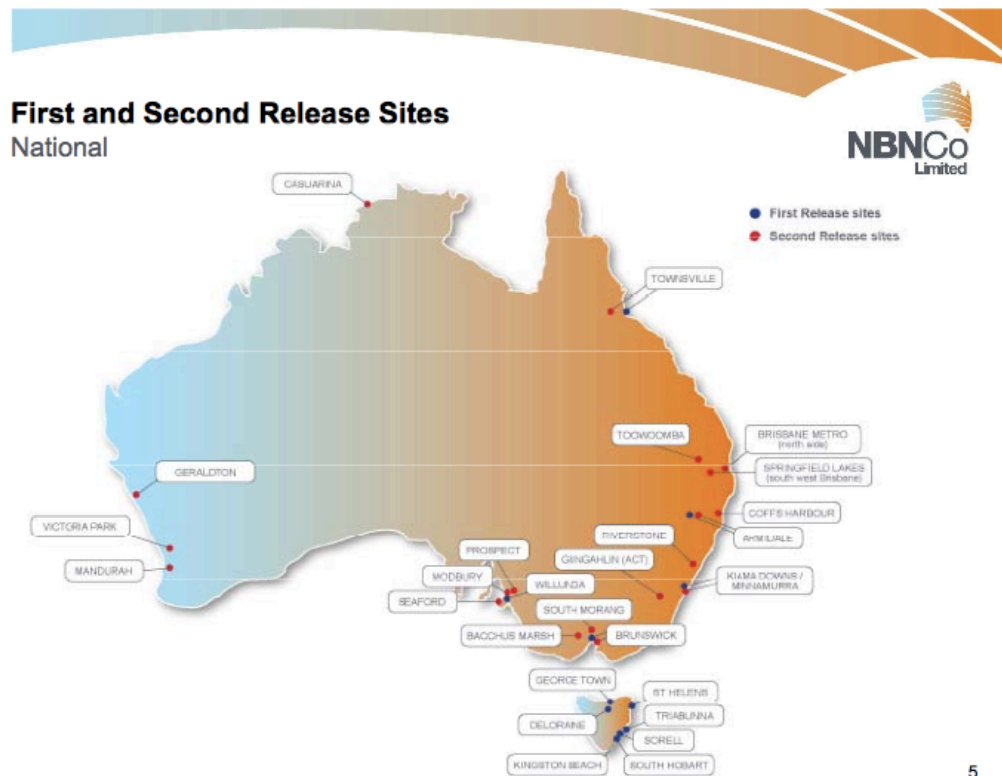 First and Second Release Sites
National
NBNCo
Limited
CASUARINA
First Release sites
Second Release sites
TOWNSVILLE
TOOWOOMBA
BRISBANE METRO
(north side)
SPRINGFIELD LAKES
(south west Brisbane)
GERALDTON
COFFS HARBOUR
VICTORIA PARK
ARMIDALE
RIVERSTONE
PROSPECT
GUNGAHLIN (ACT)
MANDURAH
MODBURY
WILLUNGA
KIAMA DOWNS /
MINNAMURRA
SEAFORD
SOUTH MORANG
BACCHUS MARSH
BRUNSWICK
GEORGE TOWN
ST HELENS
DELORAINE
TRIABUNNA
SORELL
KINGSTON BEACH
SOUTH HOBART
5